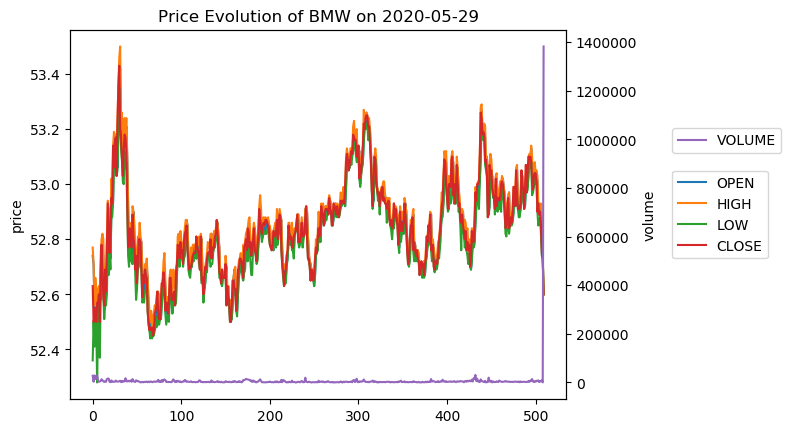 Price Evolution of BMW on 2020-05-29
price
53.4
53.2
53.0
52.8
52.6
52.4
0
100
200
300
400
500
1400000
1200000
1000000
800000
600000
400000
200000
0
volume
VOLUME
OPEN
HIGH
LOW
CLOSE